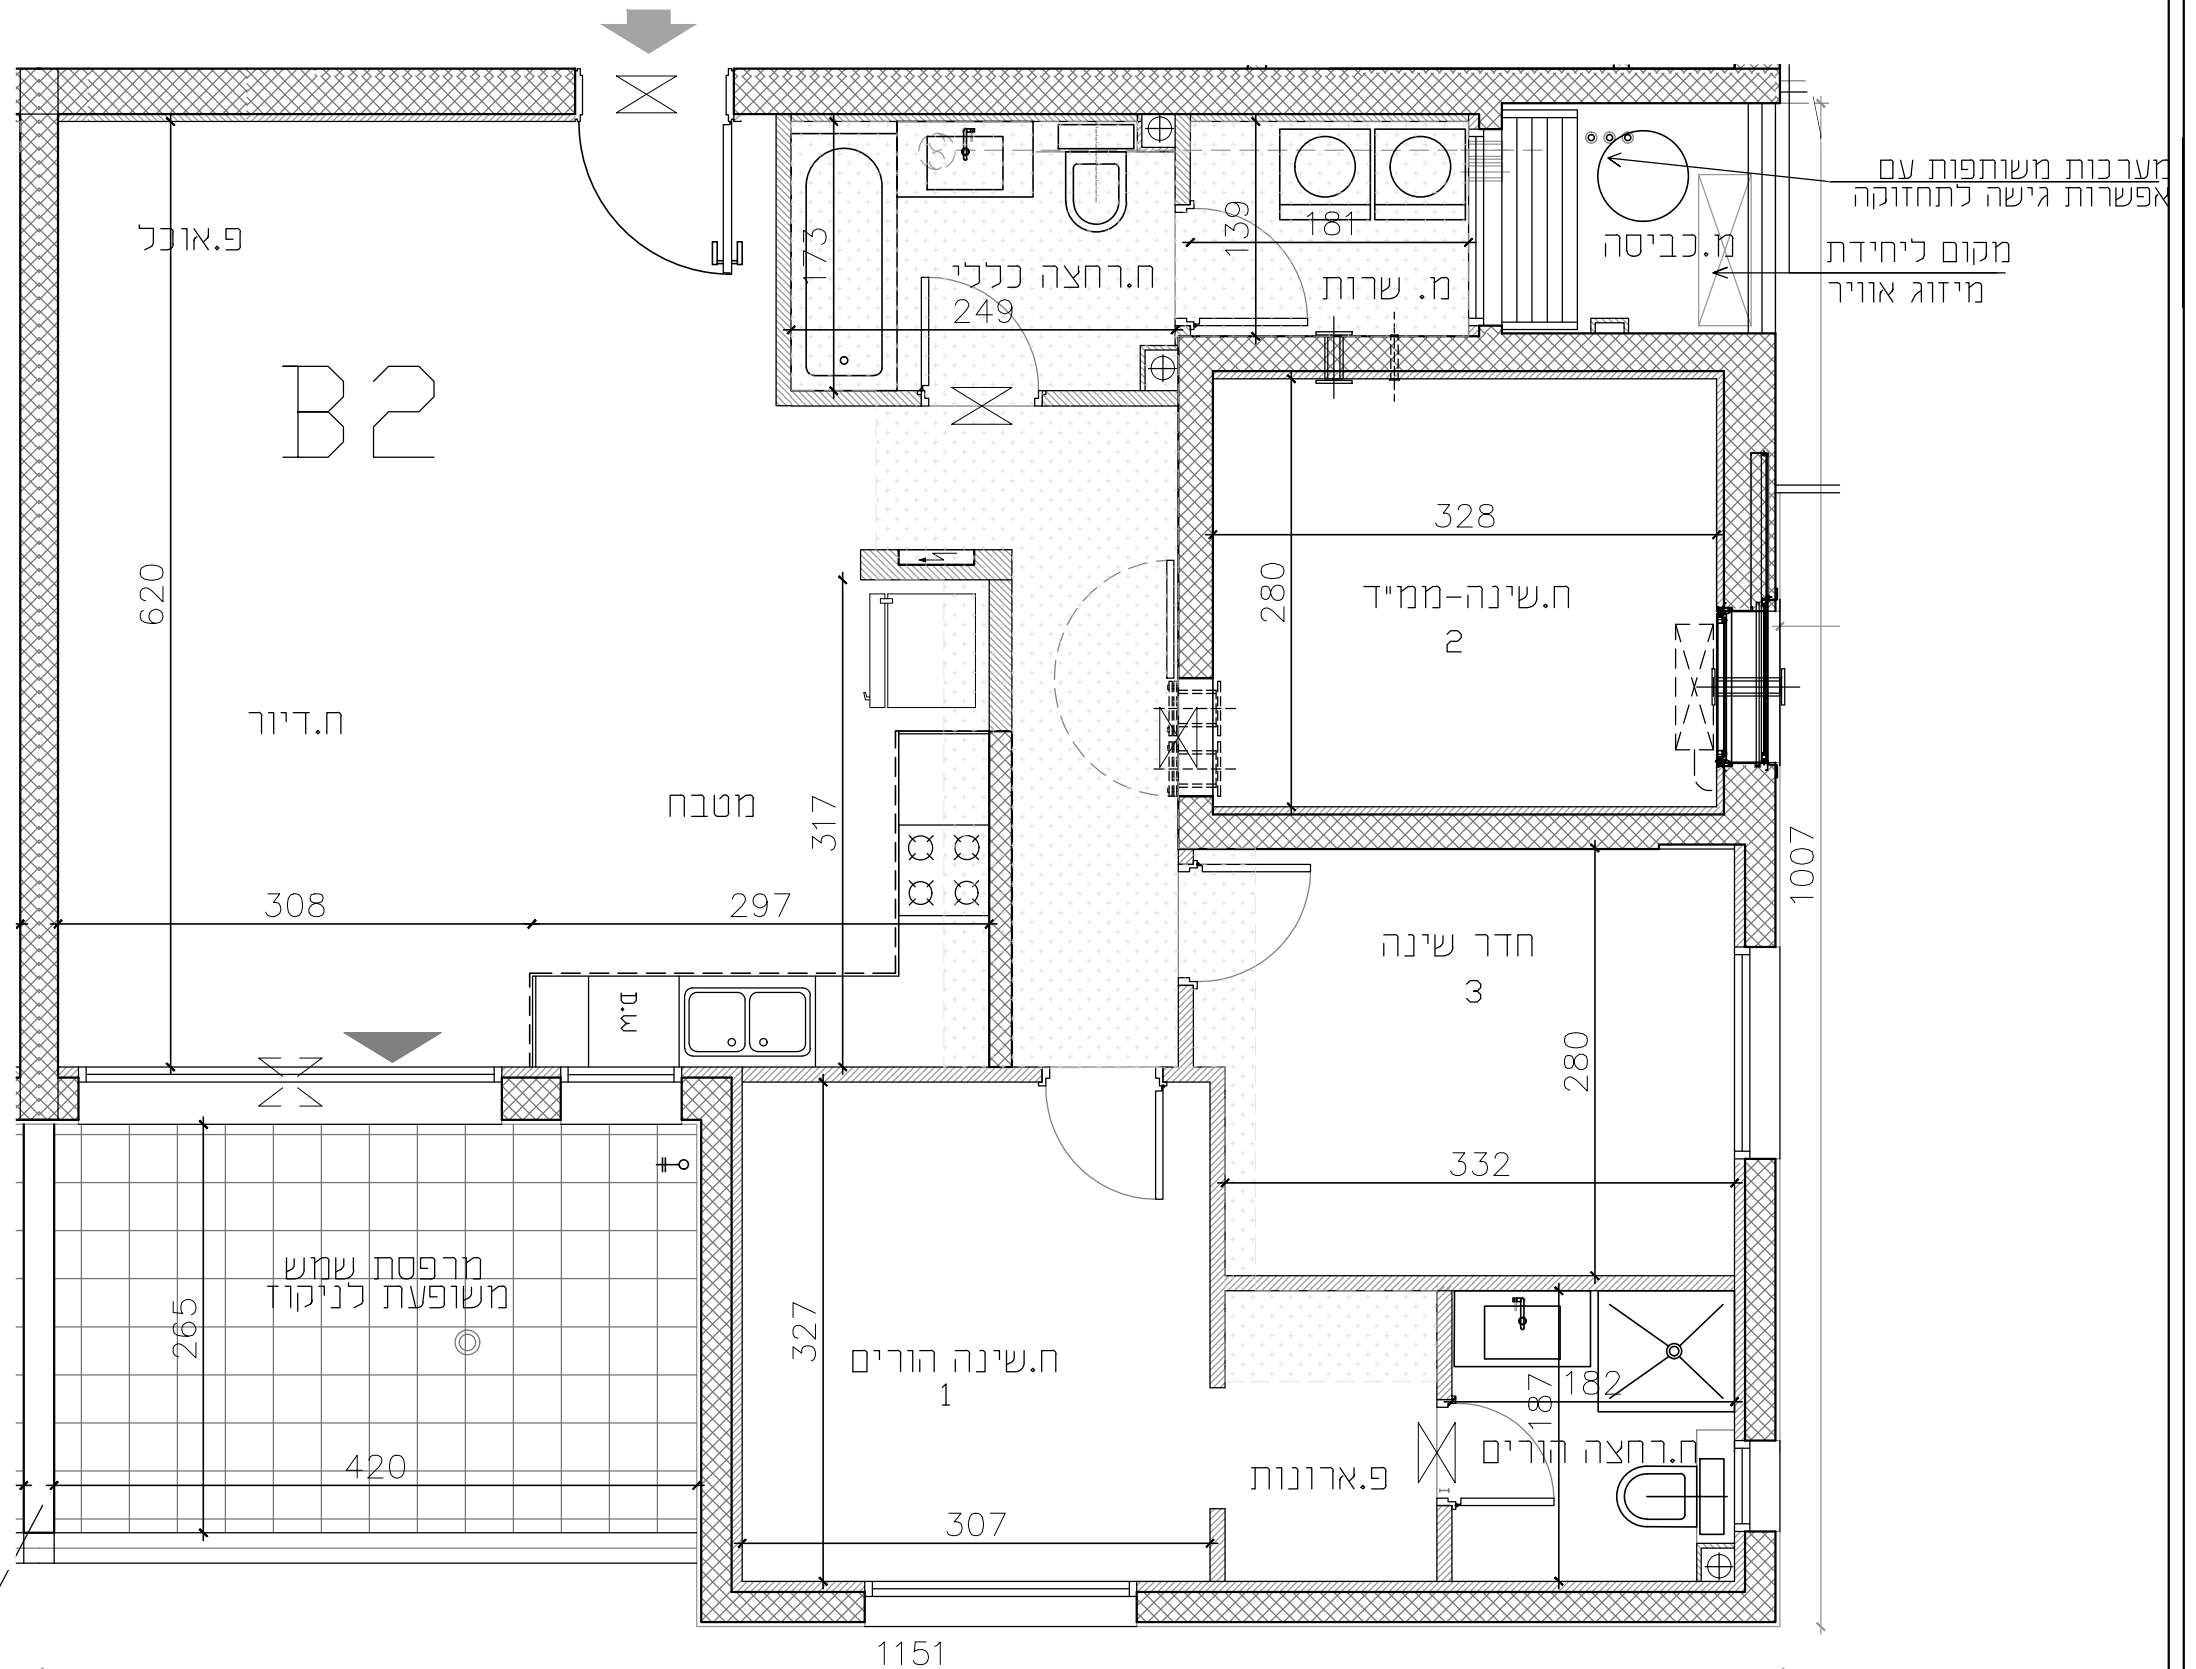 מערכות משותפות עם
אפשרות גישה לתחזוקה
מקום ליחידת
מיזוג אוויר
מ.כביסה
181
139
מ. שרות
173
ח.רחצה כללי
249
פ.אוכל
B2
620
328
280
ח.שינה-ממ"ד
2
ח.דיור
מטבח
317
308
297
ש.מ
1007
חדר שינה
3
280
332
מרפסת שמש
משופעת לניקוז
265
420
327
ח.שינה הורים
1
307
182
187
ח.רחצה הורים
פ.ארונות
1151